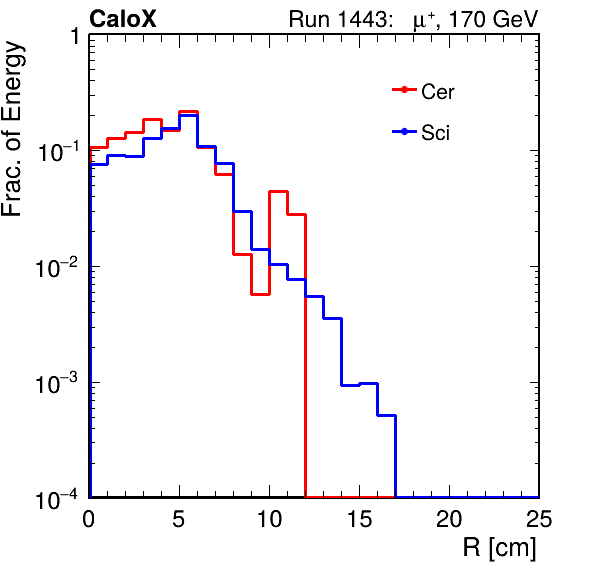 CaloX Run 1443: μ⁺, 170 GeV
Frac. of Energy
Cer
Sci
1
10⁻¹
10⁻²
10⁻³
10⁻⁴
0 5 10 15 20 25
R [cm]